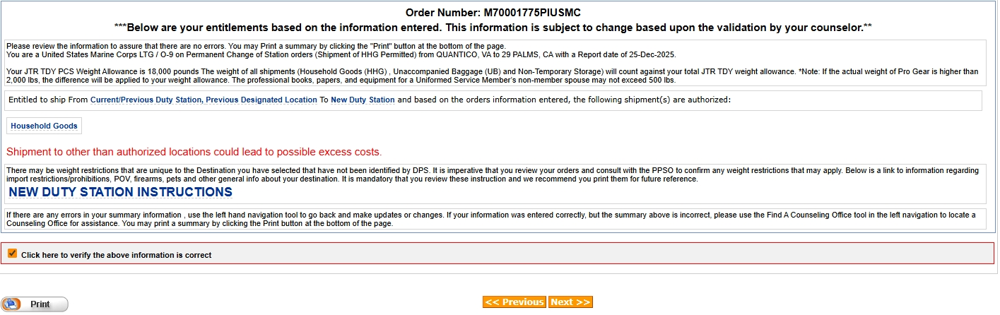 Order Number: M70001775PIUSMC
***Below are your entitlements based on the information entered. This information is subject to change based upon the validation by your counselor.**
Please review the information to assure that there are no errors. You may Print a summary by clicking the "Print" button at the bottom of the page.
You are a United States Marine Corps LTG / O-9 on Permanent Change of Station orders (Shipment of HHG Permitted) from QUANTICO, VA to 29 PALMS, CA with a Report date of 25-Dec-2025.
Your JTR TDY PCS Weight Allowance is 18,000 pounds The weight of all shipments (Household Goods (HHG) , Unaccompanied Baggage (UB) and Non-Temporary Storage) will count against your total JTR TDY weight allowance. *Note: If the actual weight of Pro Gear is higher than
2,000 lbs, the difference will be applied to your weight allowance. The professional books, papers, and equipment for a Uniformed Service Member's non-member spouse may not exceed 500 lbs.
Entitled to ship From Current/Previous Duty Station, Previous Designated Location To New Duty Station and based on the orders information entered, the following shipment(s) are authorized:
Household Goods
Shipment to other than authorized locations could lead to possible excess costs.
There may be weight restrictions that are unique to the Destination you have selected that have not been identified by DPS. It is imperative that you review your orders and consult with the PPSO to confirm any weight restrictions that may apply. Below is a link to information regarding
import restrictions/prohibitions, POV, firearms, pets and other general info about your destination. It is mandatory that you review these instruction and we recommend you print them for future reference.
NEW DUTY STATION INSTRUCTIONS
If there are any errors in your summary information , use the left hand navigation tool to go back and make updates or changes. If your information was entered correctly, but the summary above is incorrect, please use the Find A Counseling Office tool in the left navigation to locate a
Counseling Office for assistance. You may print a summary by clicking the Print button at the bottom of the page.
Click here to verify the above information is correct
Print
<< Previous Next >>